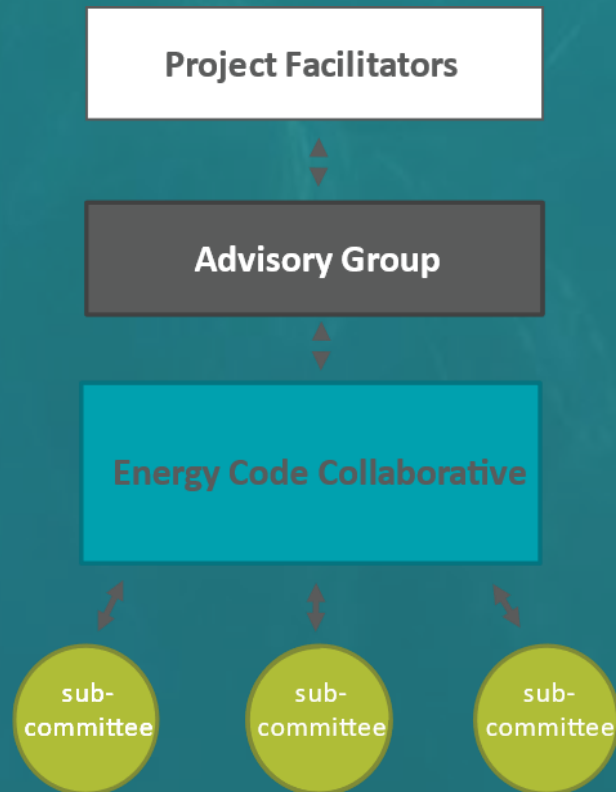 Project Facilitators
Advisory Group
Energy Code Collaborative
sub-
committee
sub-
committee
sub-
committee